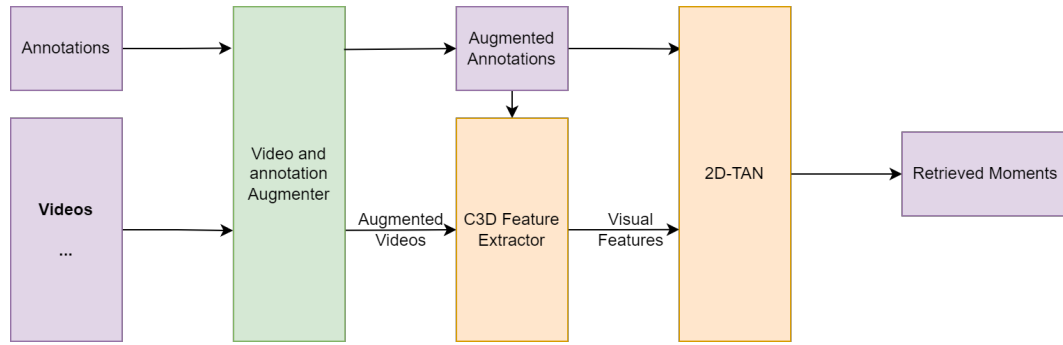 Annotations
Augmented
Annotations
Video and
annotation
Augmenter
2D-TAN
Retrieved Moments
Videos
...
Augmented
Videos
C3D Feature
Extractor
Visual
Features